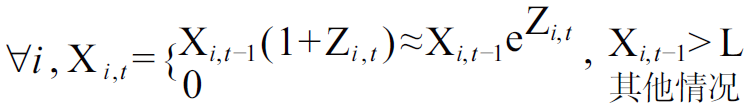 ∀i, X_{i,t} = { X_{i,t−1}(1+Z_{i,t})≈X_{i,t−1}e^{Z_{i,t}} , X_{i,t−1}> L
0 其他情况